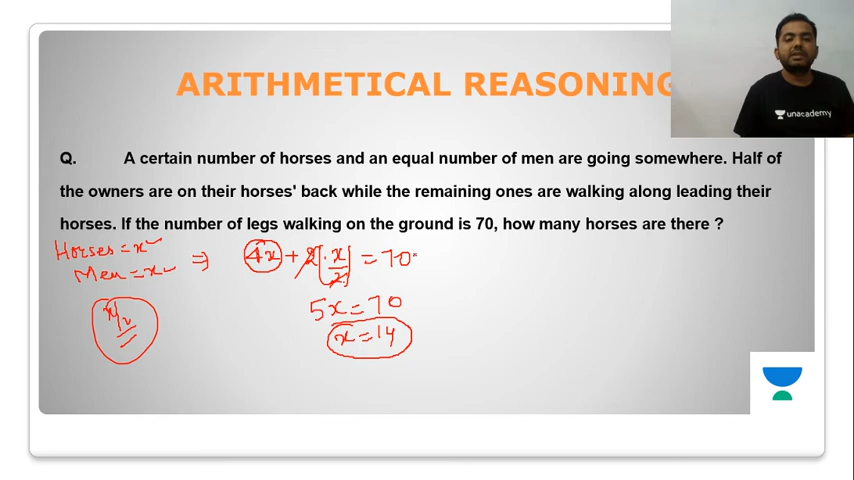 ARITHMETICAL REASONING
unacademy
Q. A certain number of horses and an equal number of men are going somewhere. Half of
the owners are on their horses' back while the remaining ones are walking along leading their
horses. If the number of legs walking on the ground is 70, how many horses are there ?
Horses = x
Men = x
⇒ 4x + 2[x/2] = 70
x/2
5x = 70
x = 14